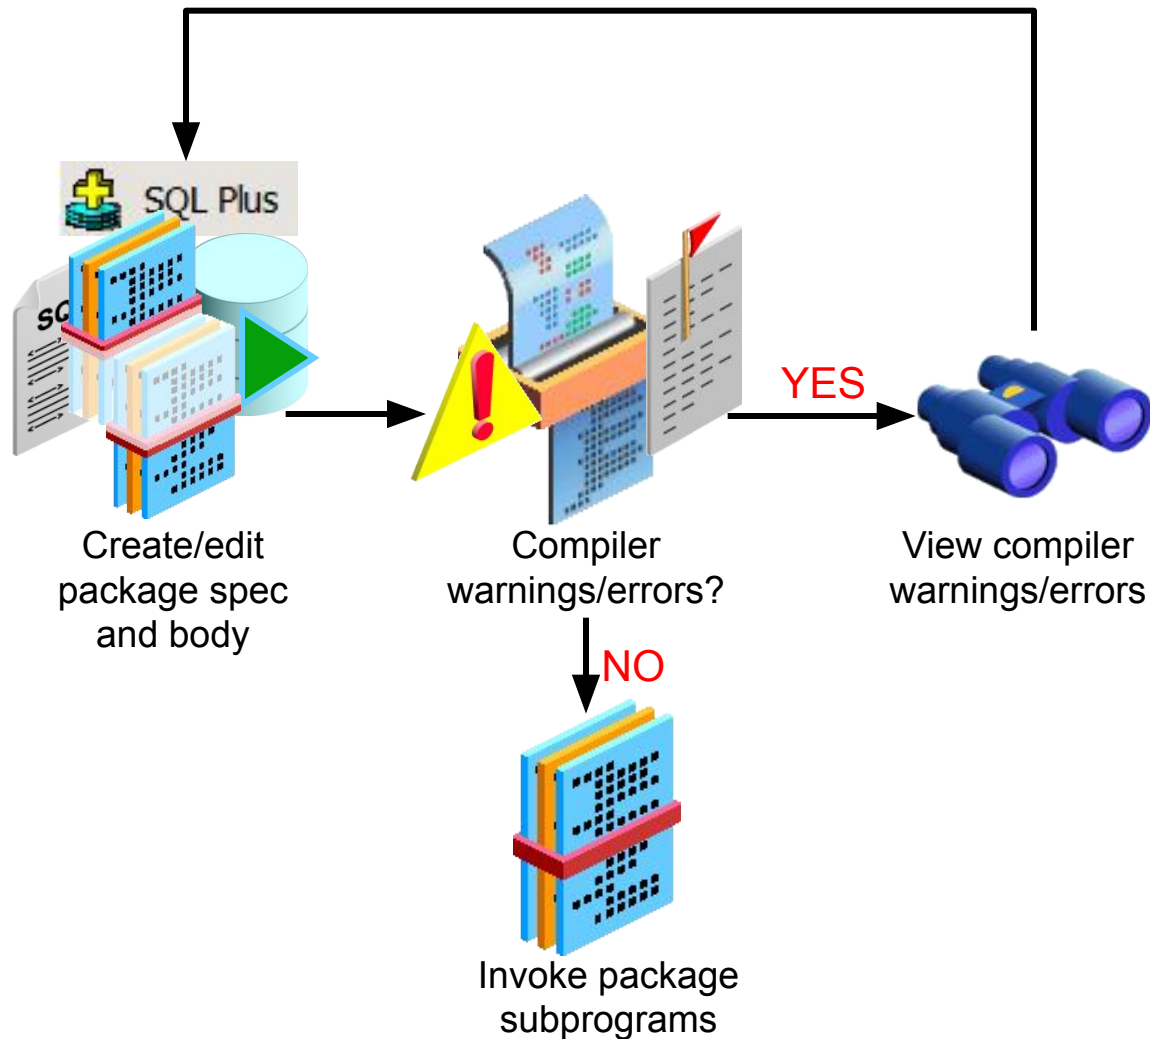 SQL Plus
SQ
YES
Create/edit
package spec
and body
Compiler
warnings/errors?
View compiler
warnings/errors
NO
Invoke package
subprograms